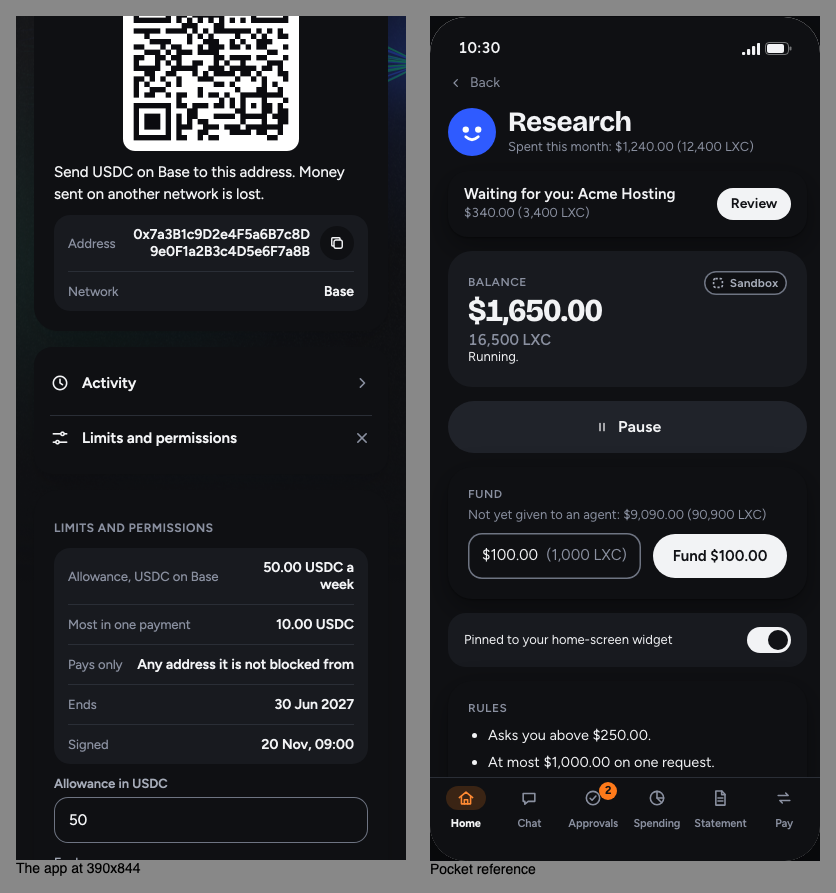 Send USDC on Base to this address. Money
sent on another network is lost.
Address
0x7a3B1c9D2e4F5a6B7c8D
9e0F1a2B3c4D5e6F7a8B
Network
Base
Activity
Limits and permissions
LIMITS AND PERMISSIONS
Allowance, USDC on Base
50.00 USDC a
week
Most in one payment
10.00 USDC
Pays only
Any address it is not blocked from
Ends
30 Jun 2027
Signed
20 Nov, 09:00
Allowance in USDC
50
The app at 390x844
10:30
Back
Research
Spent this month: $1,240.00 (12,400 LXC)
Waiting for you: Acme Hosting
$340.00 (3,400 LXC)
Review
BALANCE
Sandbox
$1,650.00
16,500 LXC
Running.
Pause
FUND
Not yet given to an agent: $9,090.00 (90,900 LXC)
$100.00 (1,000 LXC)
Fund $100.00
Pinned to your home-screen widget
RULES
Asks you above $250.00.
At most $1,000.00 on one request.
2
Home
Chat
Approvals
Spending
Statement
Pay
Pocket reference